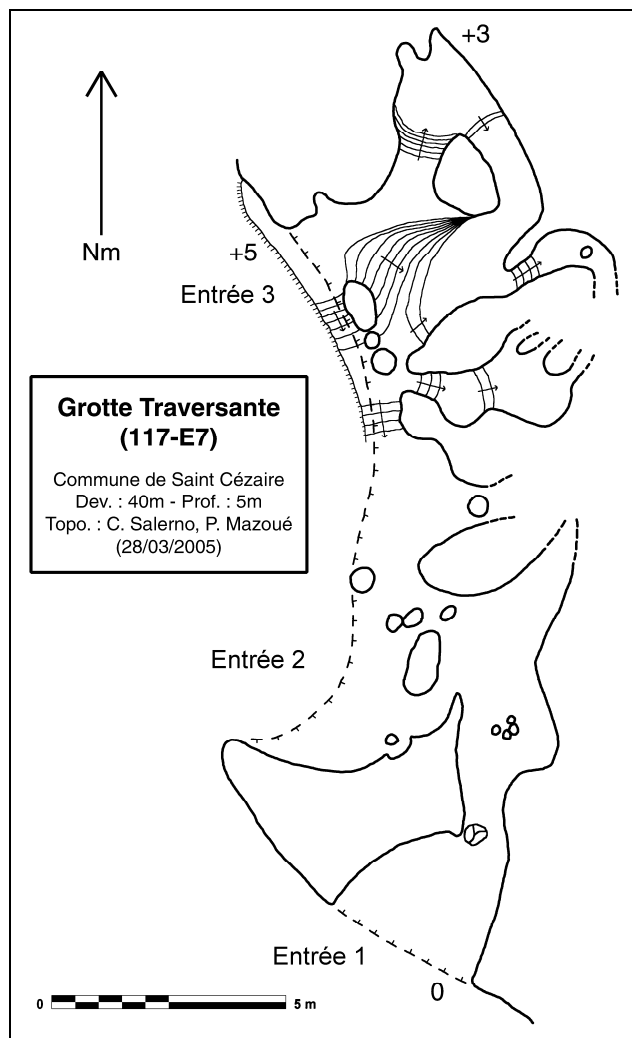 +3
Nm
+5
Entrée 3
Grotte Traversante
(117-E7)
Commune de Saint Cézaire
Dev. : 40m - Prof. : 5m
Topo. : C. Salerno, P. Mazoué
(28/03/2005)
Entrée 2
Entrée 1
0
0 5 m